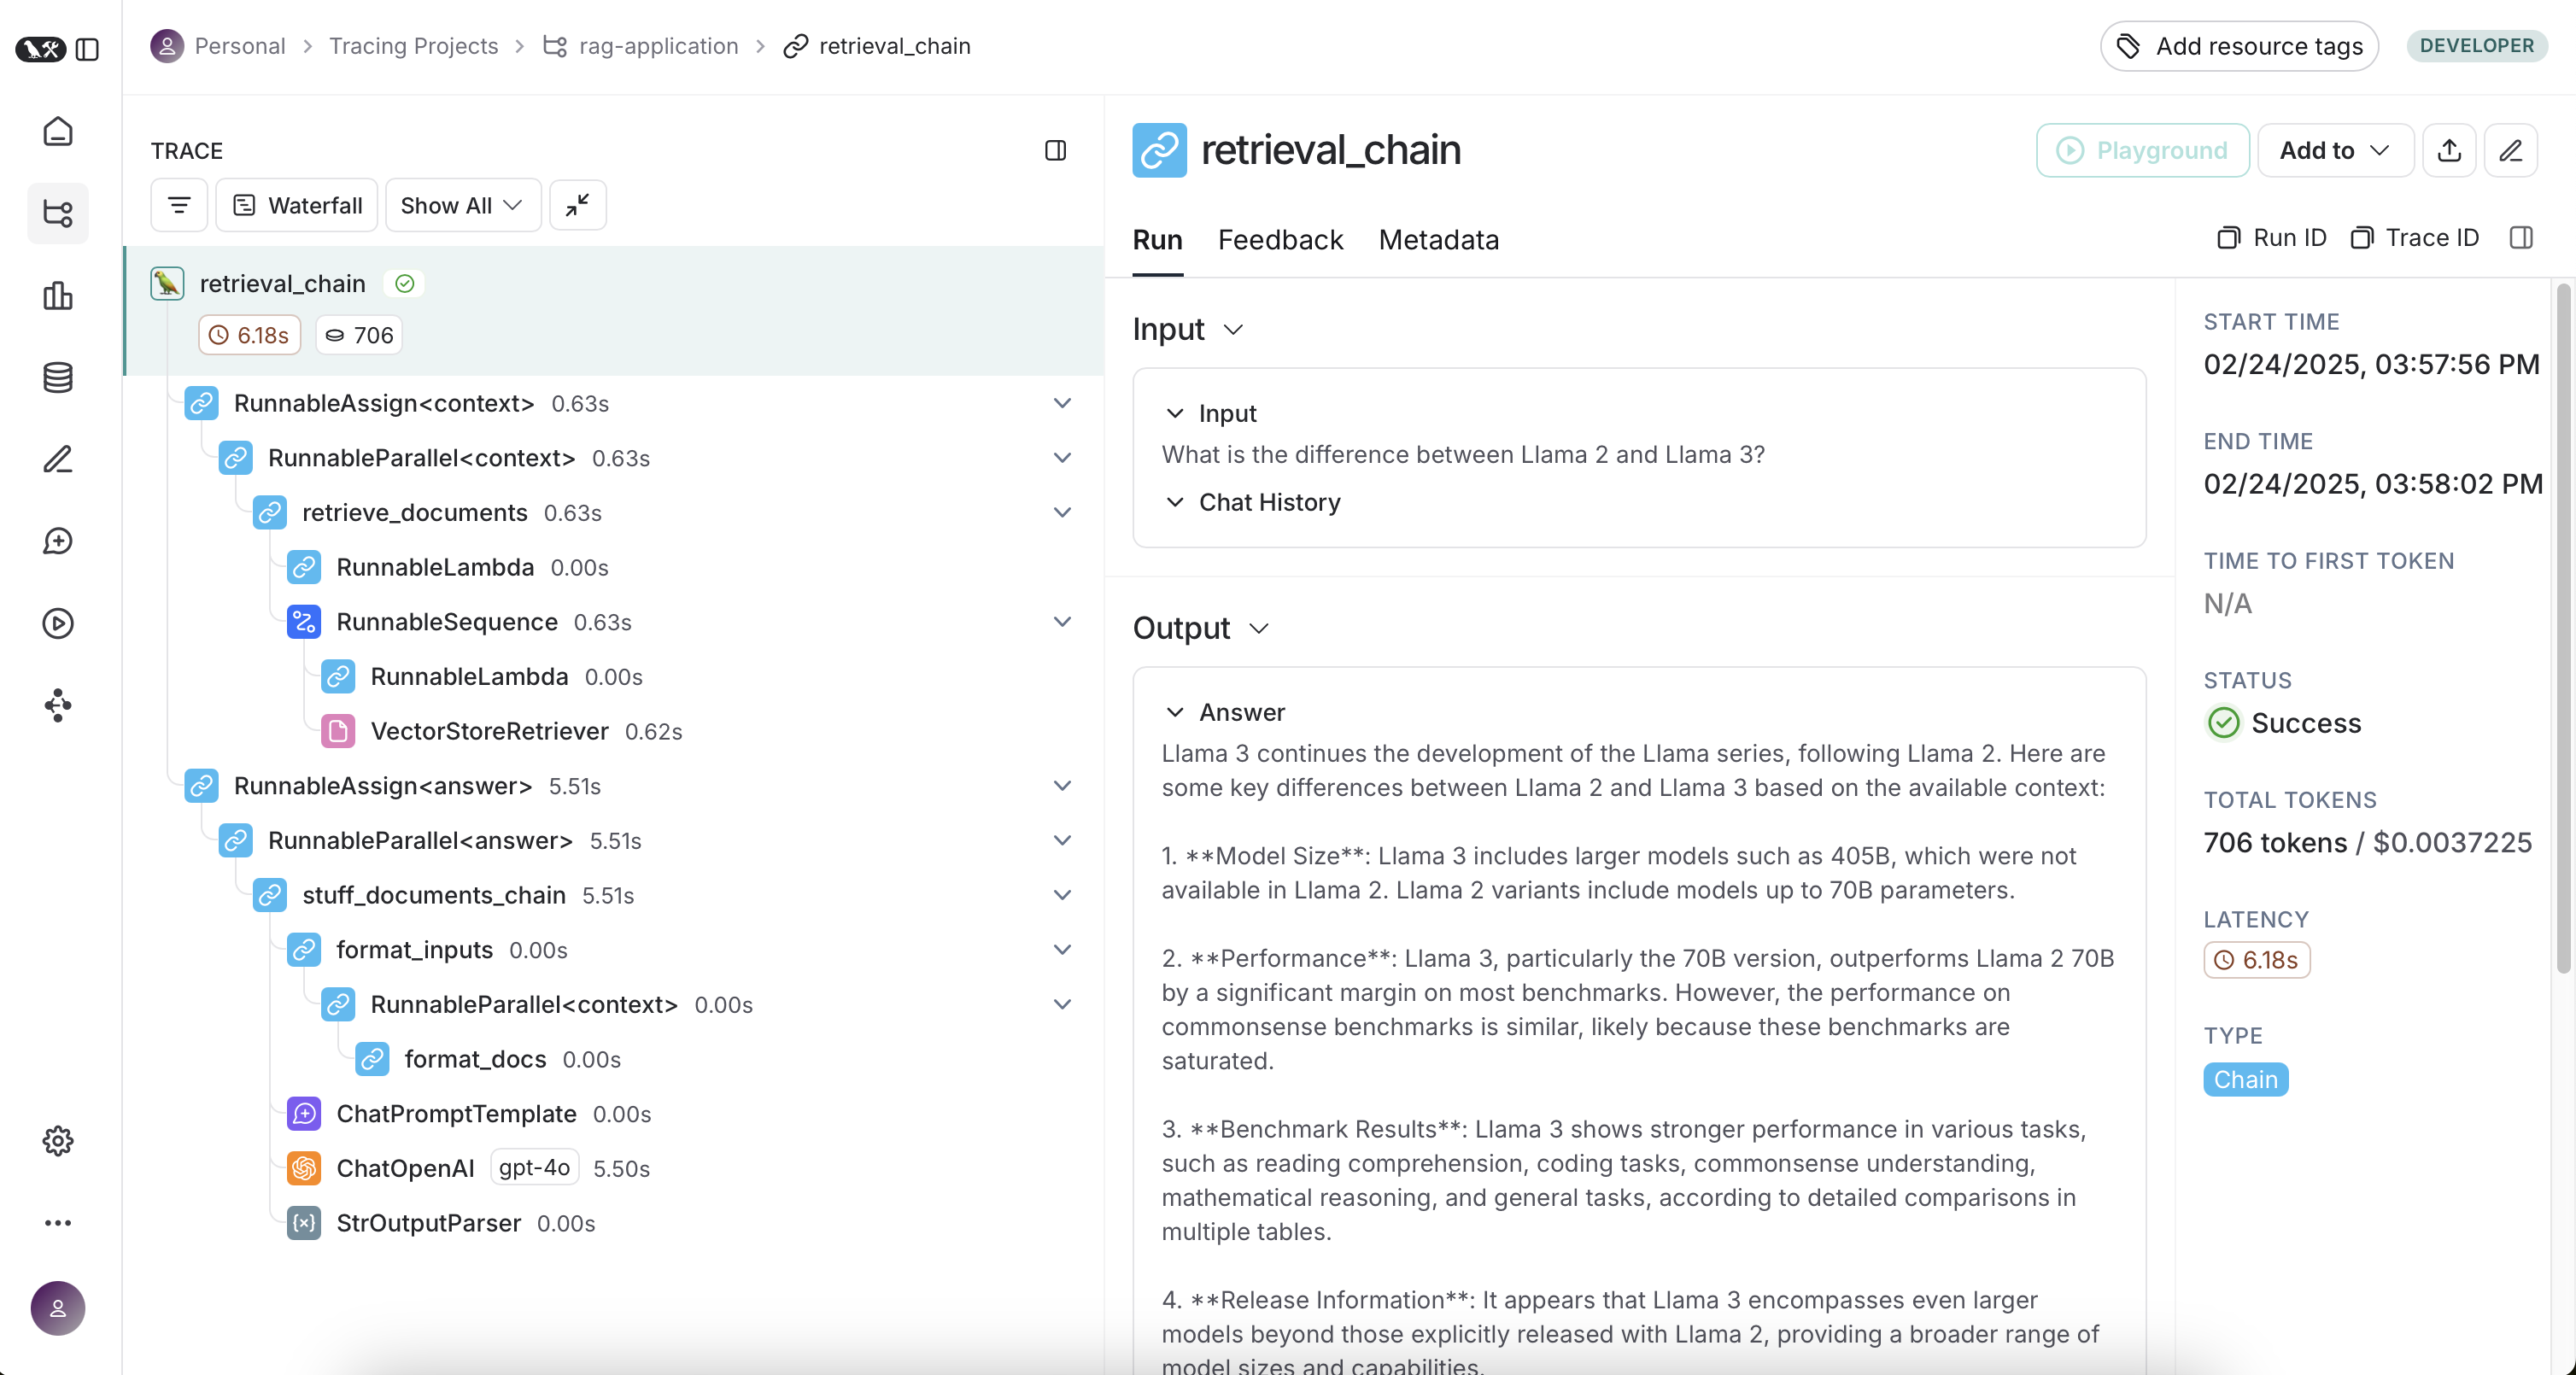 Personal > Tracing Projects > rag-application > retrieval_chain
Add resource tags
DEVELOPER
TRACE
Waterfall
Show All
retrieval_chain
6.18s
706
RunnableAssign<context> 0.63s
RunnableParallel<context> 0.63s
retrieve_documents 0.63s
RunnableLambda 0.00s
RunnableSequence 0.63s
RunnableLambda 0.00s
VectorStoreRetriever 0.62s
RunnableAssign<answer> 5.51s
RunnableParallel<answer> 5.51s
stuff_documents_chain 5.51s
format_inputs 0.00s
RunnableParallel<context> 0.00s
format_docs 0.00s
ChatPromptTemplate 0.00s
ChatOpenAI gpt-4o 5.50s
StrOutputParser 0.00s
retrieval_chain
Playground
Add to
Run Feedback Metadata
Run ID
Trace ID
Input
Input
What is the difference between Llama 2 and Llama 3?
Chat History
Output
Answer
Llama 3 continues the development of the Llama series, following Llama 2. Here are
some key differences between Llama 2 and Llama 3 based on the available context:
1. **Model Size**: Llama 3 includes larger models such as 405B, which were not
available in Llama 2. Llama 2 variants include models up to 70B parameters.
2. **Performance**: Llama 3, particularly the 70B version, outperforms Llama 2 70B
by a significant margin on most benchmarks. However, the performance on
commonsense benchmarks is similar, likely because these benchmarks are
saturated.
3. **Benchmark Results**: Llama 3 shows stronger performance in various tasks,
such as reading comprehension, coding tasks, commonsense understanding,
mathematical reasoning, and general tasks, according to detailed comparisons in
multiple tables.
4. **Release Information**: It appears that Llama 3 encompasses even larger
models beyond those explicitly released with Llama 2, providing a broader range of
model sizes and capabilities.
START TIME
02/24/2025, 03:57:56 PM
END TIME
02/24/2025, 03:58:02 PM
TIME TO FIRST TOKEN
N/A
STATUS
Success
TOTAL TOKENS
706 tokens / $0.0037225
LATENCY
6.18s
TYPE
Chain